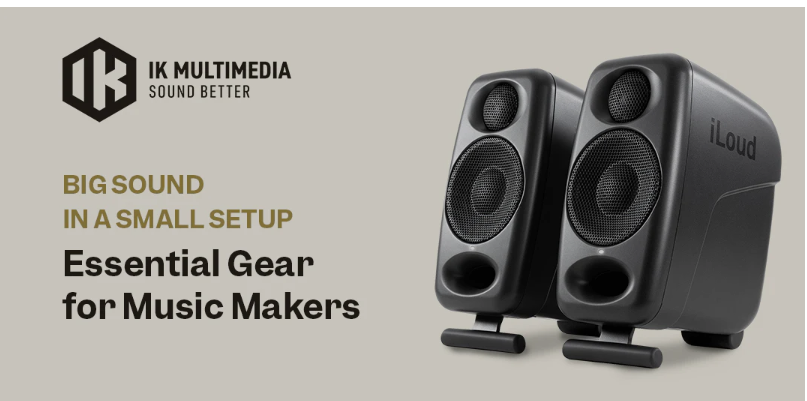 IK MULTIMEDIA
SOUND BETTER
BIG SOUND
IN A SMALL SETUP
Essential Gear
for Music Makers
iLoud